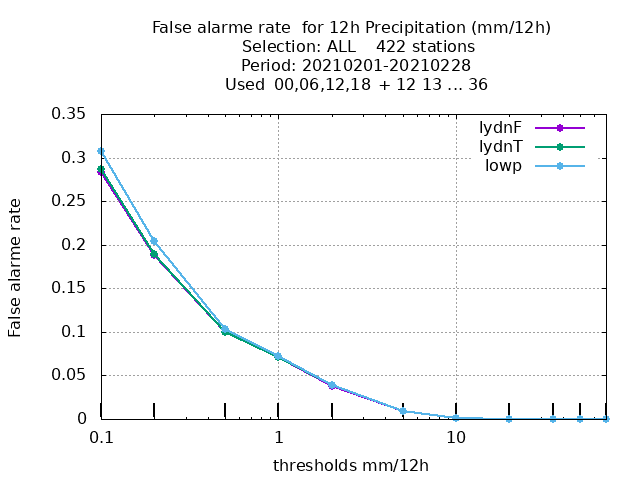 False alarme rate  for 12h Precipitation (mm/12h)
Selection: ALL    422 stations
Period: 20210201-20210228
Used  00,06,12,18  + 12 13 ... 36
0.35
0.3
0.25
0.2
0.15
0.1
0.05
0
False alarme rate
lydnF
lydnT
lowp
0.1
1
10
thresholds mm/12h